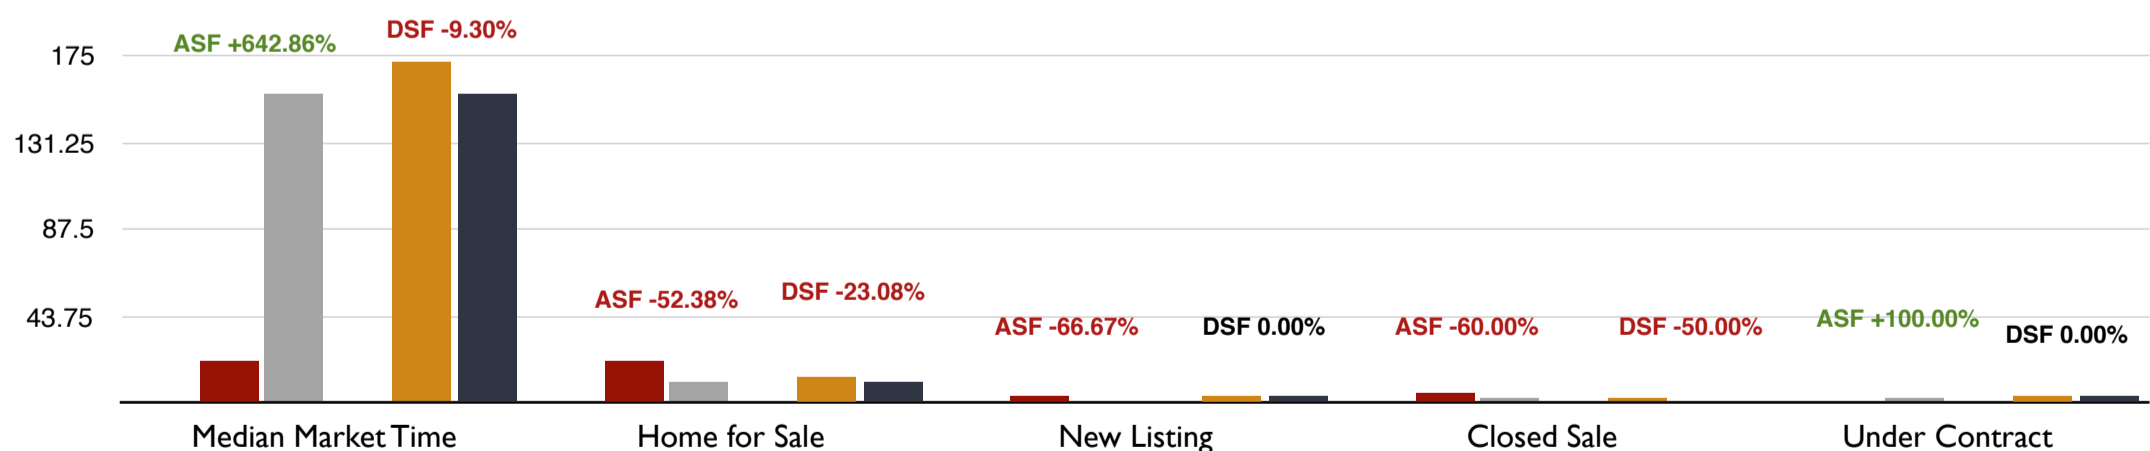 ASF +642.86%
DSF -9.30%
175
131.25
87.5
43.75
ASF -52.38%
DSF -23.08%
ASF -66.67%
DSF 0.00%
ASF -60.00%
DSF -50.00%
ASF +100.00%
DSF 0.00%
Median Market Time
Home for Sale
New Listing
Closed Sale
Under Contract